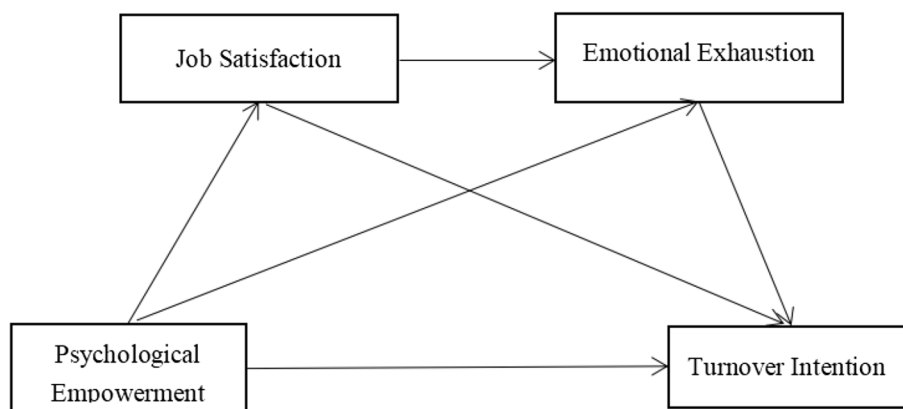 Job Satisfaction
Emotional Exhaustion
Psychological
Empowerment
Turnover Intention